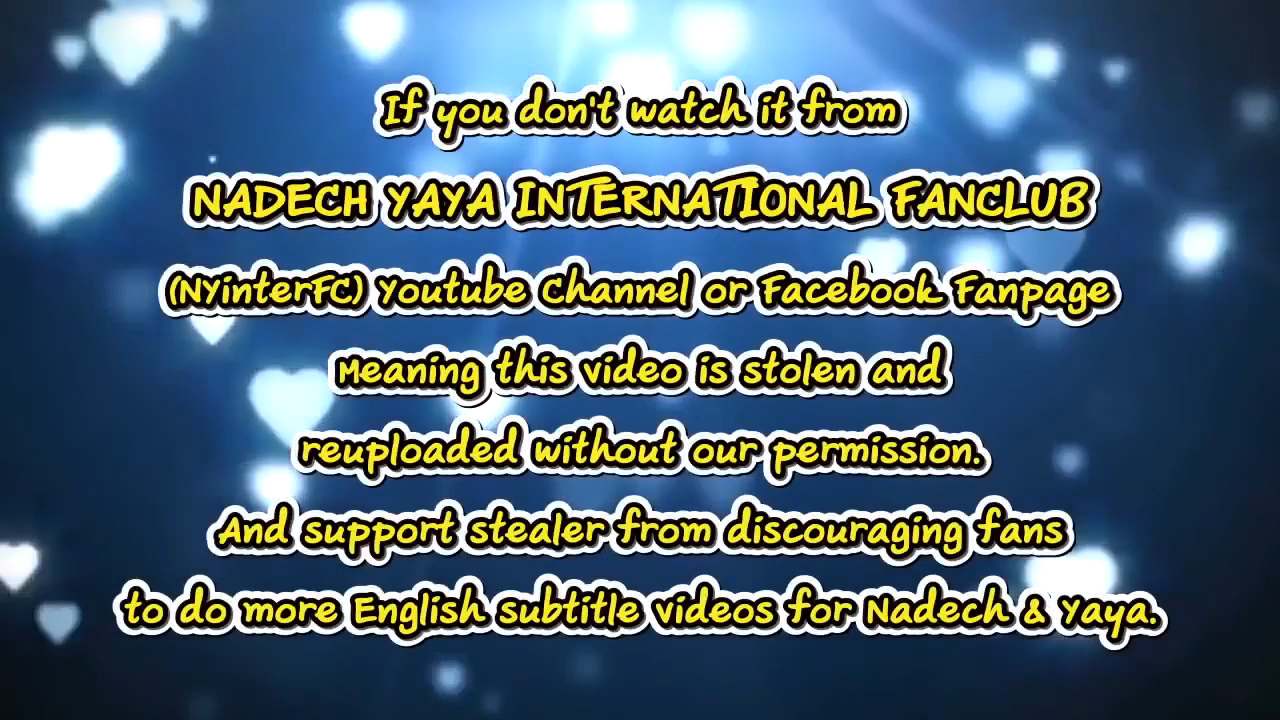 If you don't watch it from
NADECH YAYA INTERNATIONAL FANCLUB
(NYinterFC) Youtube Channel or Facebook Fanpage
Meaning this video is stolen and
reuploaded without our permission.
And support stealer from discouraging fans
to do more English subtitle videos for Nadech & Yaya.